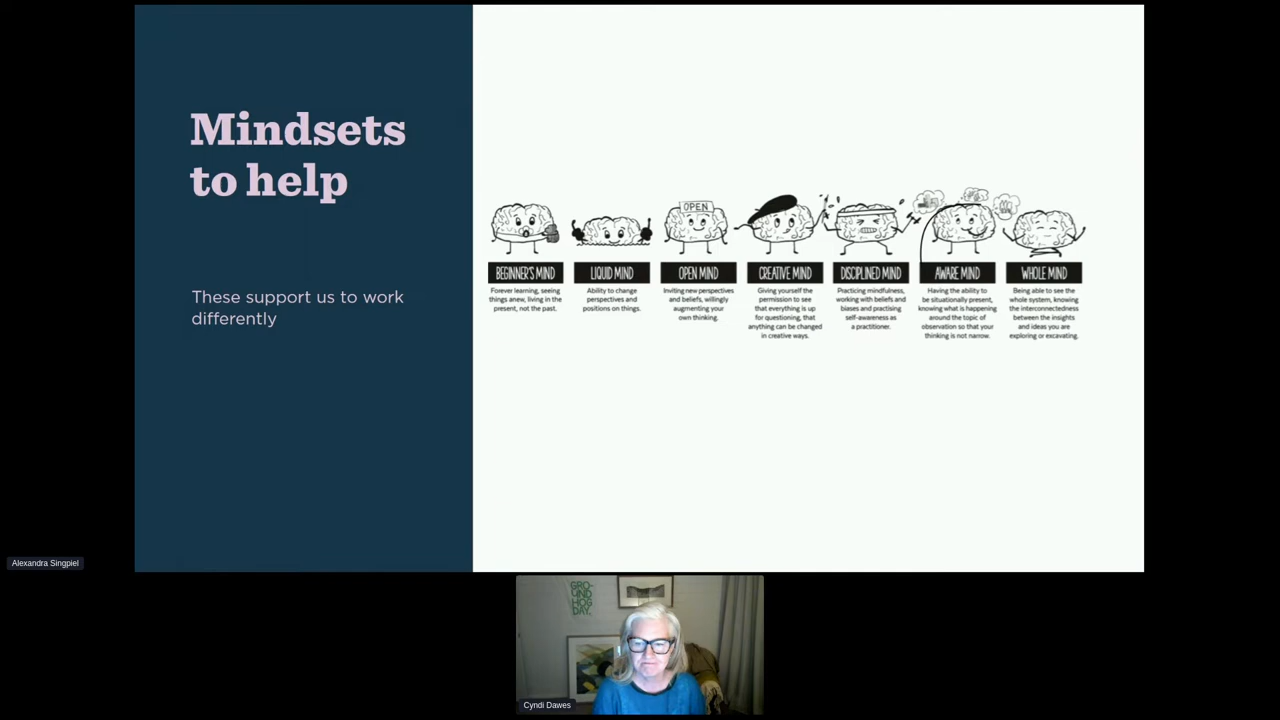 Mindsets
to help
These support us to work
differently
OPEN
BEGINNER'S MIND
Forever learning, seeing
things anew, living in the
present, not the past.
LIQUID MIND
Ability to change
perspectives and
positions on things.
OPEN MIND
Inviting new perspectives
and beliefs, willingly
augmenting your
own thinking.
CREATIVE MIND
Giving yourself the
permission to see
that everything is up
for questioning, that
anything can be changed
in creative ways.
DISCIPLINED MIND
Practicing mindfulness,
working with beliefs and
biases and practising
self-awareness as
a practitioner.
AWARE MIND
Having the ability to
be situationally present,
knowing what is happening
around the topic of
observation so that your
thinking is not narrow.
WHOLE MIND
Being able to see the
whole system, knowing
the interconnectedness
between the insights
and ideas you are
exploring or excavating.
Alexandra Singpiel
GRO-
OND
HOG
DAY.
Cyndi Dawes